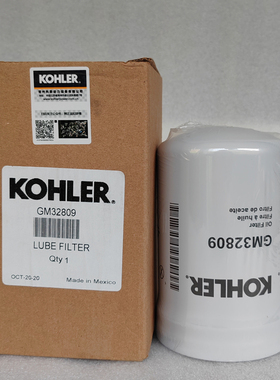 KOHLER
KOHLER
GM32809
LUBE FILTER
Qty 1
OCT-20-20
Made in Mexico
KOHLER
GM32809
Oil Filter
Filtre à huile
Filtro de aceite